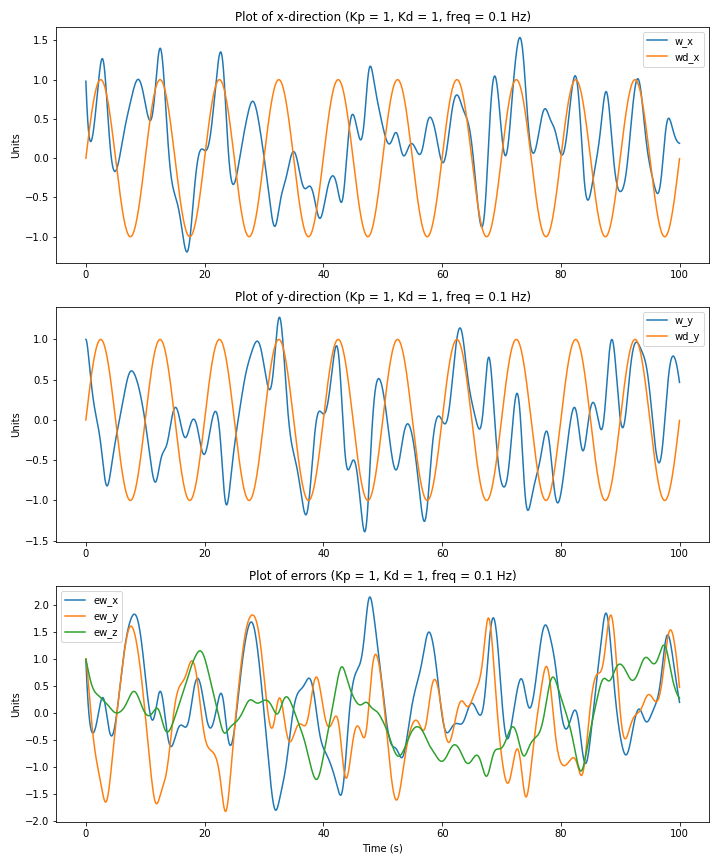 Plot of x-direction (Kp = 1, Kd = 1, freq = 0.1 Hz)
1.5
1.0
0.5
0.0
−0.5
−1.0
Units
w_x
wd_x
0 20 40 60 80 100
Plot of y-direction (Kp = 1, Kd = 1, freq = 0.1 Hz)
1.0
0.5
0.0
−0.5
−1.0
−1.5
Units
w_y
wd_y
0 20 40 60 80 100
Plot of errors (Kp = 1, Kd = 1, freq = 0.1 Hz)
2.0
1.5
1.0
0.5
0.0
−0.5
−1.0
−1.5
−2.0
Units
ew_x
ew_y
ew_z
0 20 40 60 80 100
Time (s)